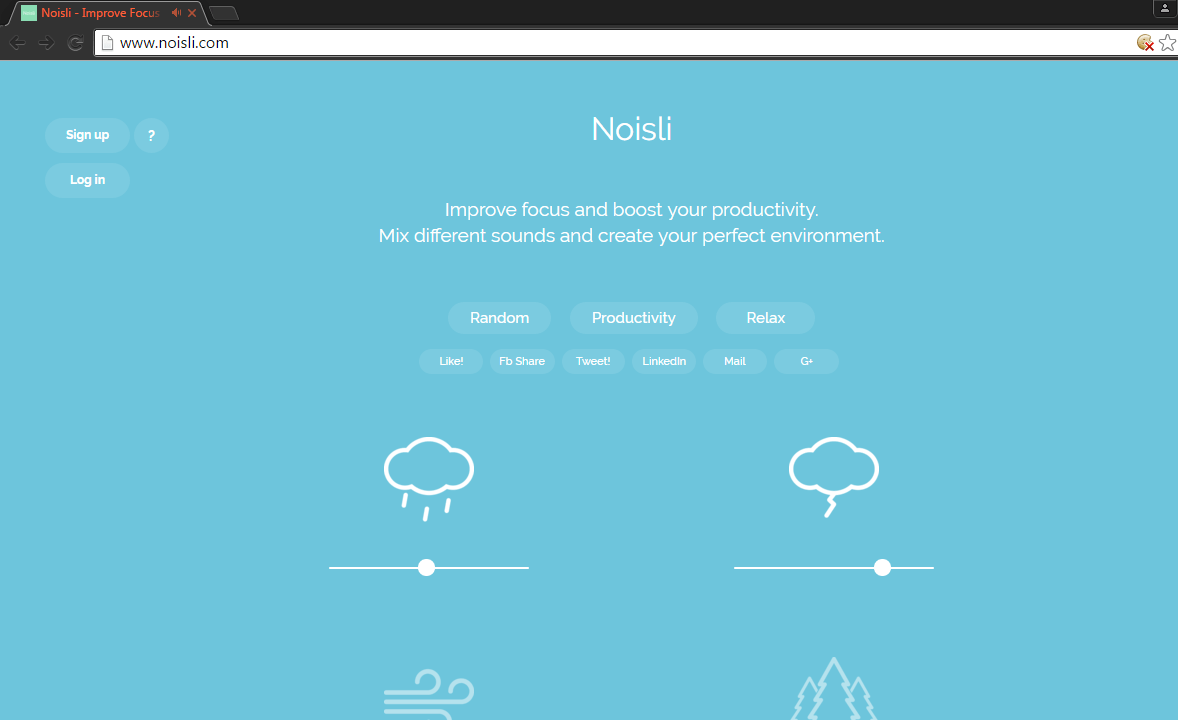 Noisli - Improve Focus
www.noisli.com
Sign up
?
Log in
Noisli
Improve focus and boost your productivity.
Mix different sounds and create your perfect environment.
Random Productivity Relax
Like! Fb Share Tweet! LinkedIn Mail G+